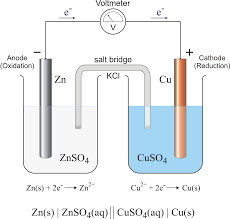 Voltmeter
e⁻
V
e⁻
Anode
(Oxidation)
−
+
Cathode
(Reduction)
salt bridge
Zn
KCl
Cu
ZnSO₄
CuSO₄
Zn(s) + 2e⁻ ⟶ Zn²⁺
Cu²⁺ + 2e⁻ ⟶ Cu(s)
Zn(s) | ZnSO₄(aq) || CuSO₄(aq) | Cu(s)